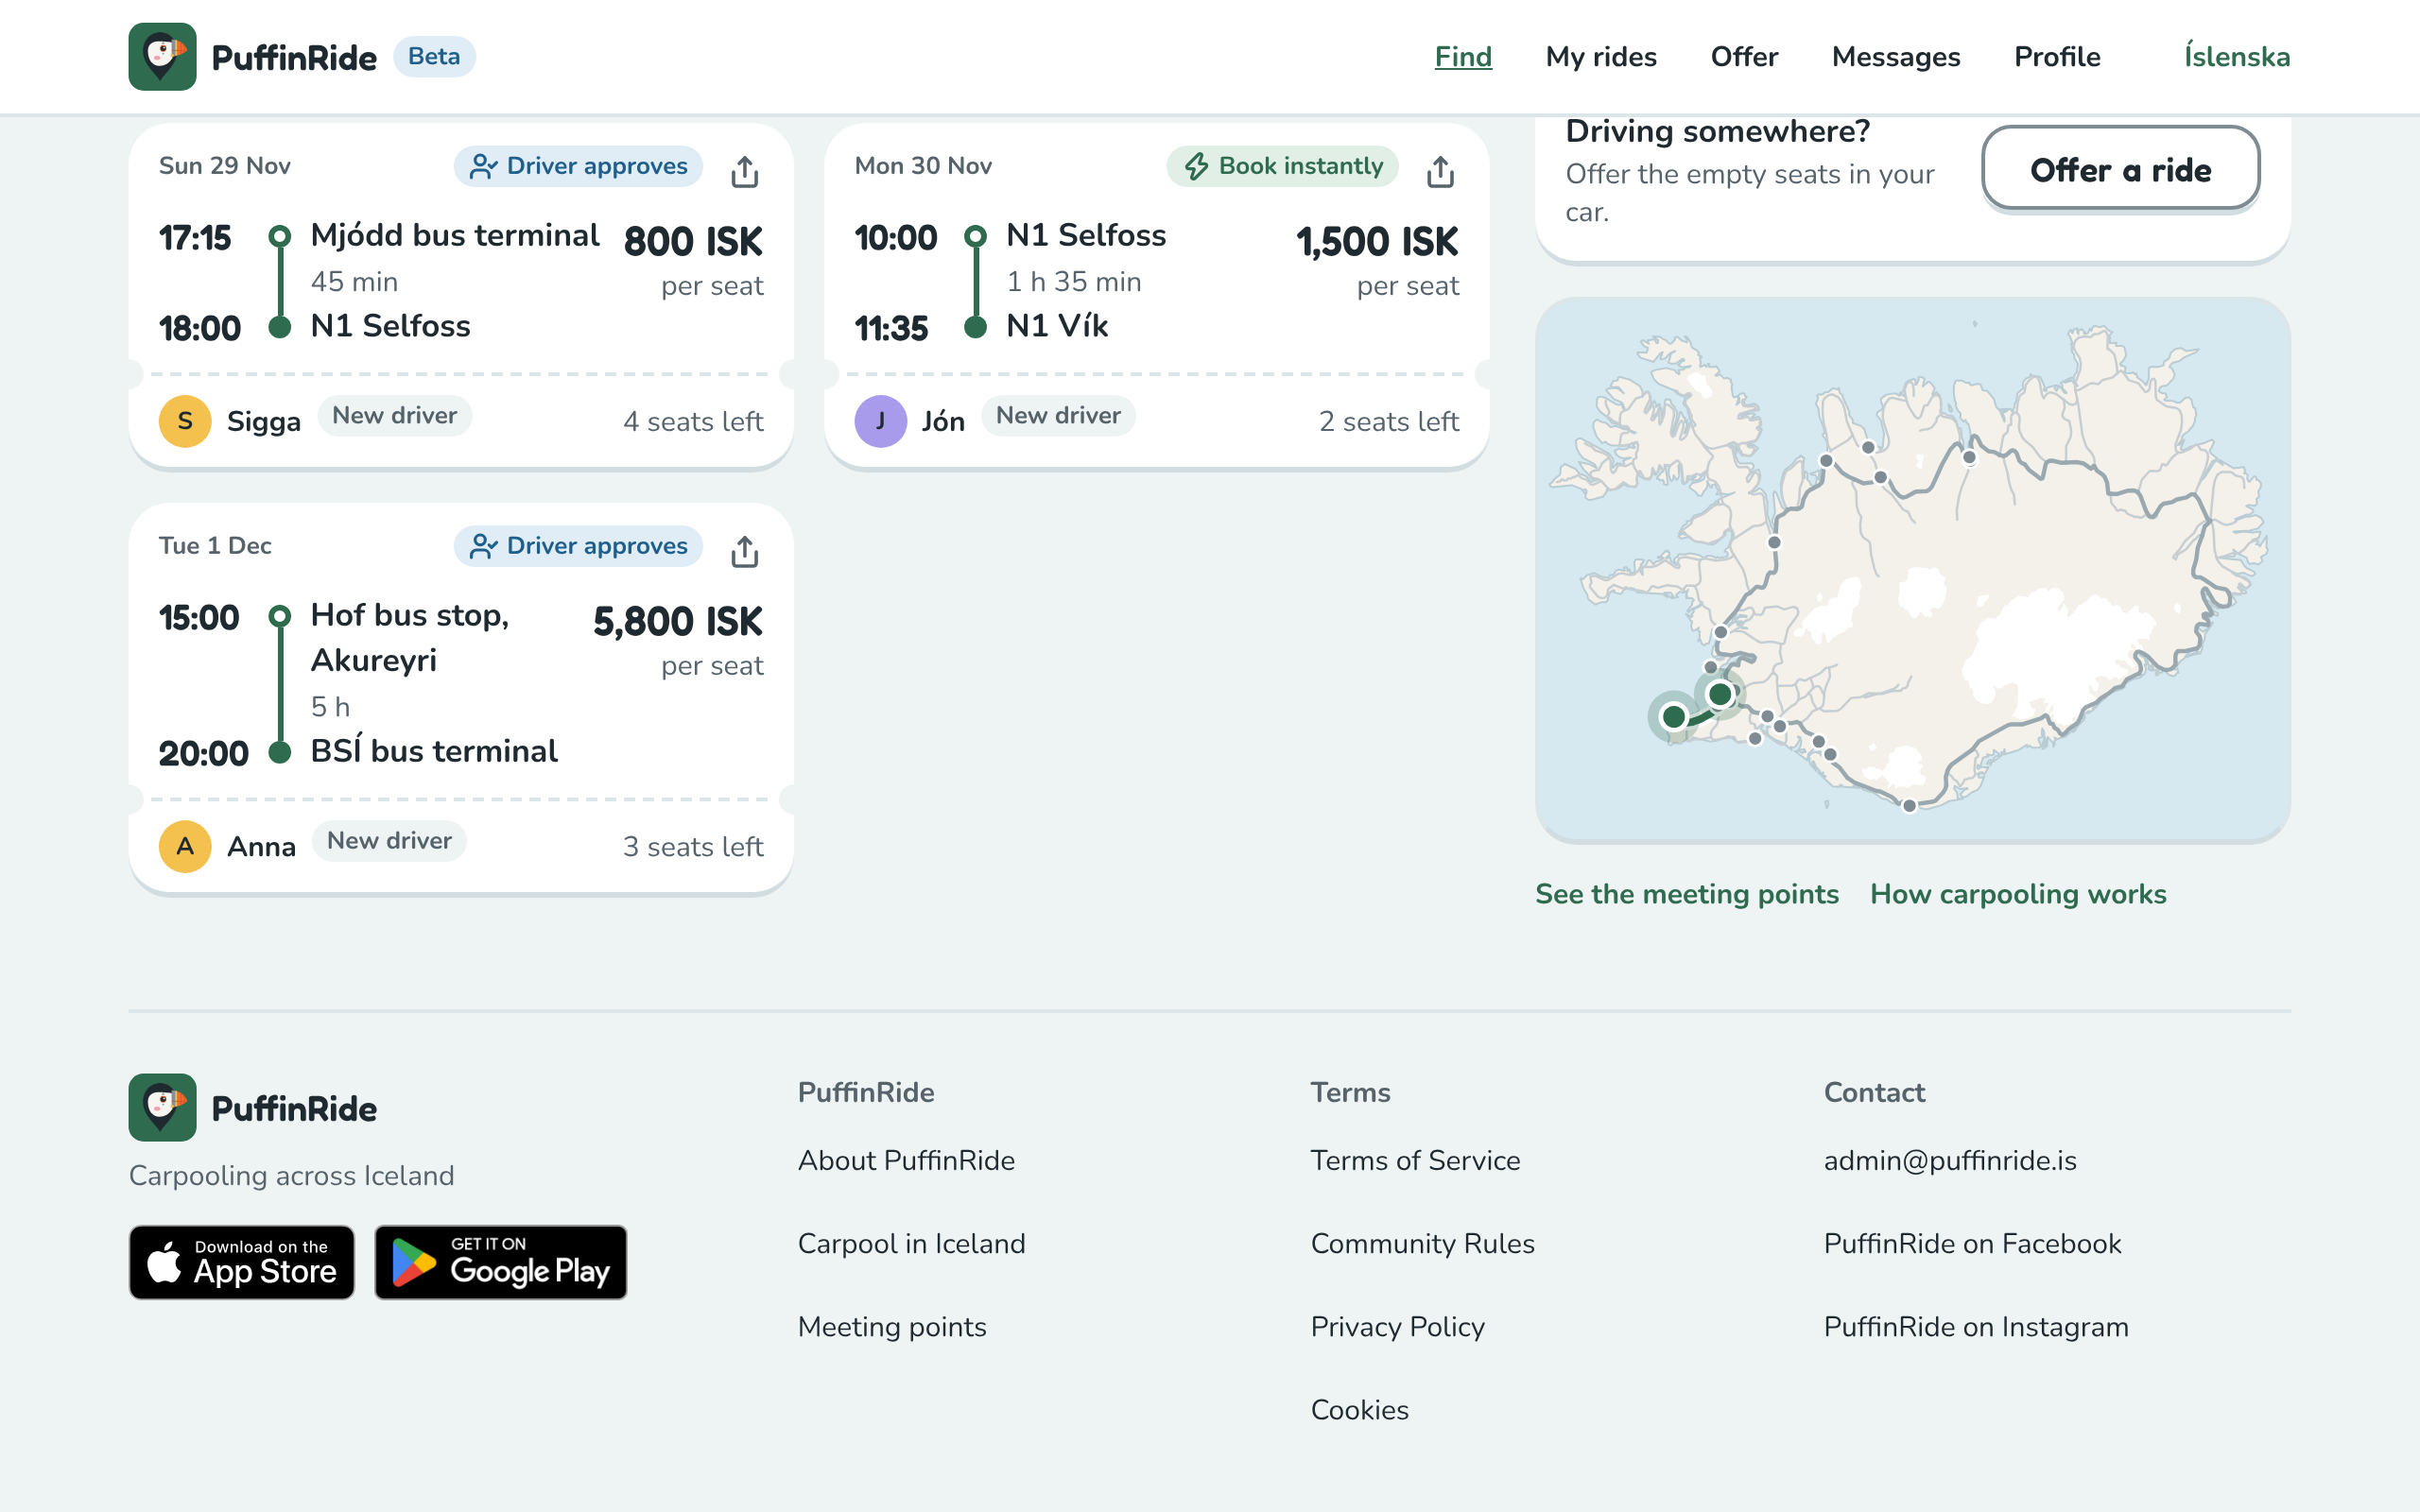 PuffinRide Beta
Find My rides Offer Messages Profile Íslenska
Sun 29 Nov Driver approves
17:15 Mjódd bus terminal 800 ISK
45 min per seat
18:00 N1 Selfoss
S Sigga New driver 4 seats left
Mon 30 Nov Book instantly
10:00 N1 Selfoss 1,500 ISK
1 h 35 min per seat
11:35 N1 Vík
J Jón New driver 2 seats left
Tue 1 Dec Driver approves
15:00 Hof bus stop, 5,800 ISK
Akureyri per seat
5 h
20:00 BSÍ bus terminal
A Anna New driver 3 seats left
Driving somewhere?
Offer the empty seats in your
car.
Offer a ride
See the meeting points How carpooling works
PuffinRide
Carpooling across Iceland
Download on the
App Store
GET IT ON
Google Play
PuffinRide
About PuffinRide
Carpool in Iceland
Meeting points
Terms
Terms of Service
Community Rules
Privacy Policy
Cookies
Contact
admin@puffinride.is
PuffinRide on Facebook
PuffinRide on Instagram